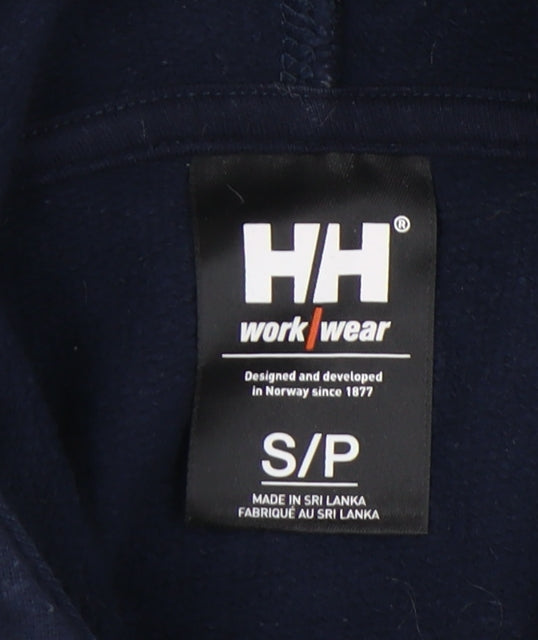 HH®
work/wear
Designed and developed
in Norway since 1877
S/P
MADE IN SRI LANKA
FABRIQUÉ AU SRI LANKA